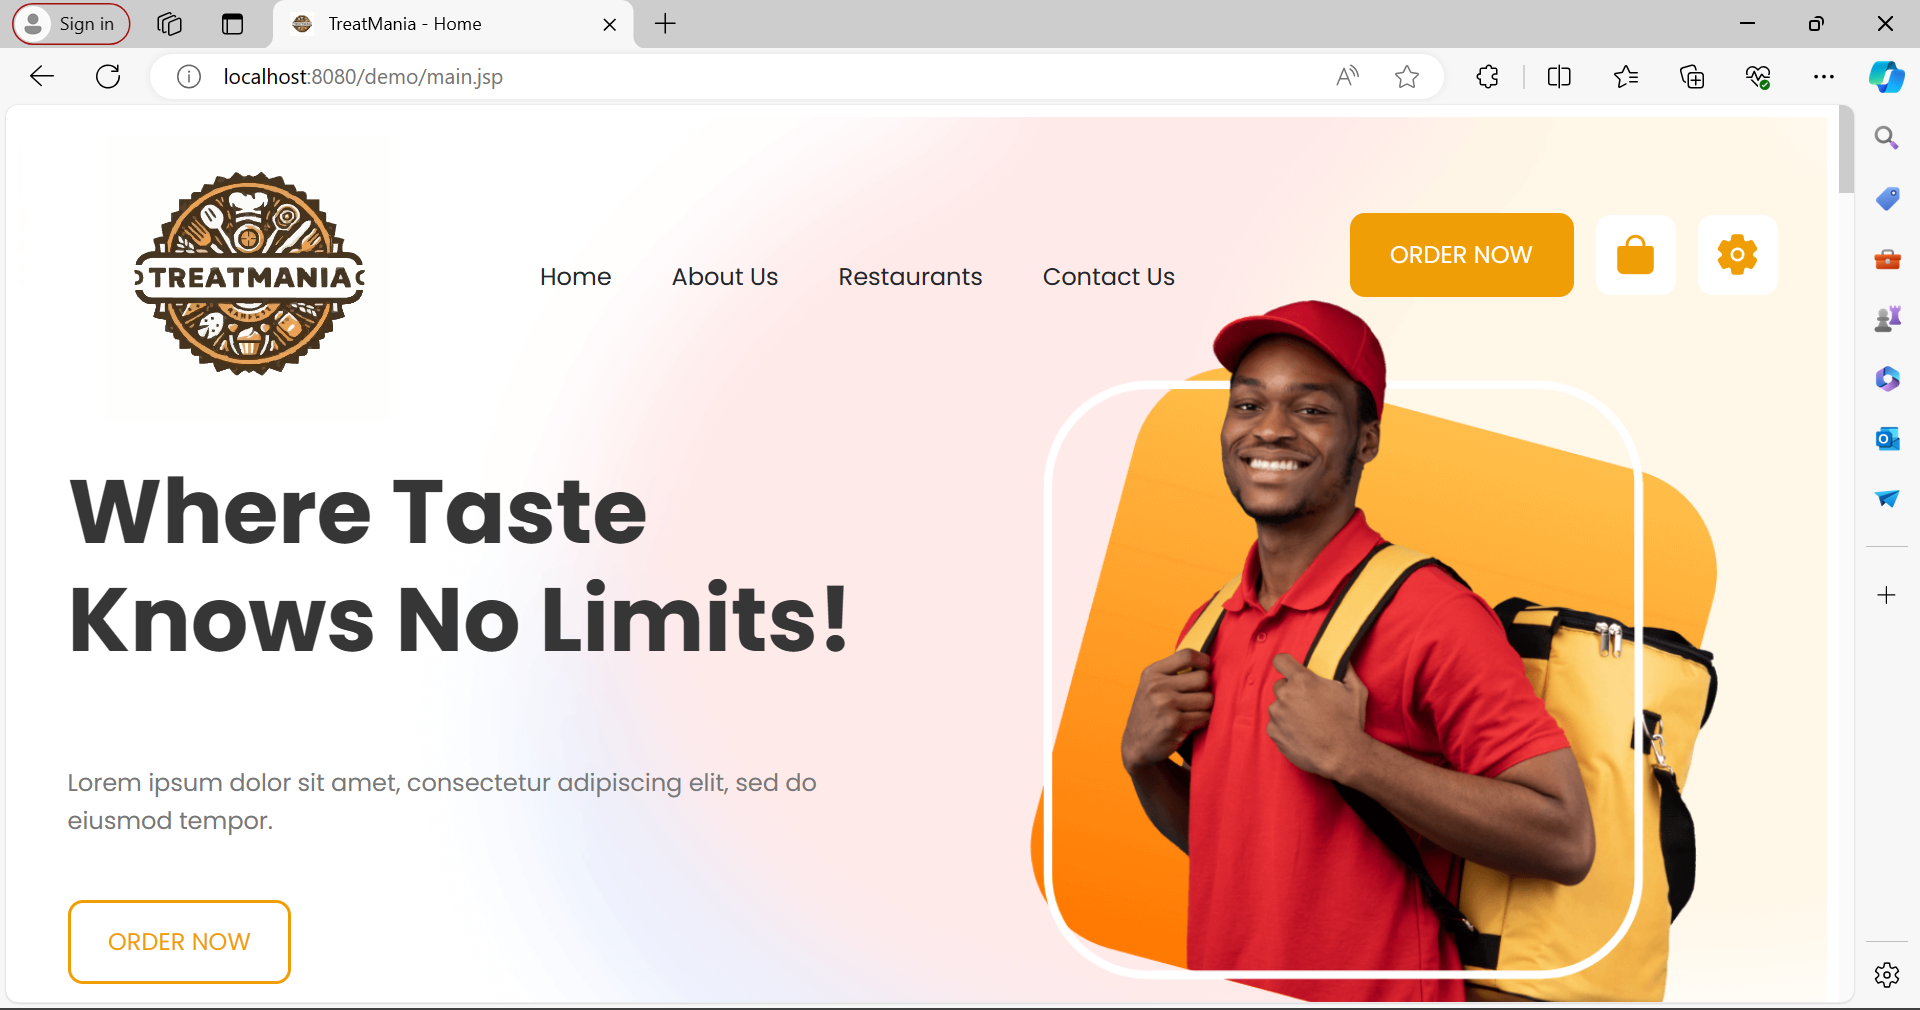 Sign in
TreatMania - Home
localhost:8080/demo/main.jsp
TREATMANIA
Home
About Us
Restaurants
Contact Us
ORDER NOW
Where Taste
Knows No Limits!
Lorem ipsum dolor sit amet, consectetur adipiscing elit, sed do
eiusmod tempor.
ORDER NOW